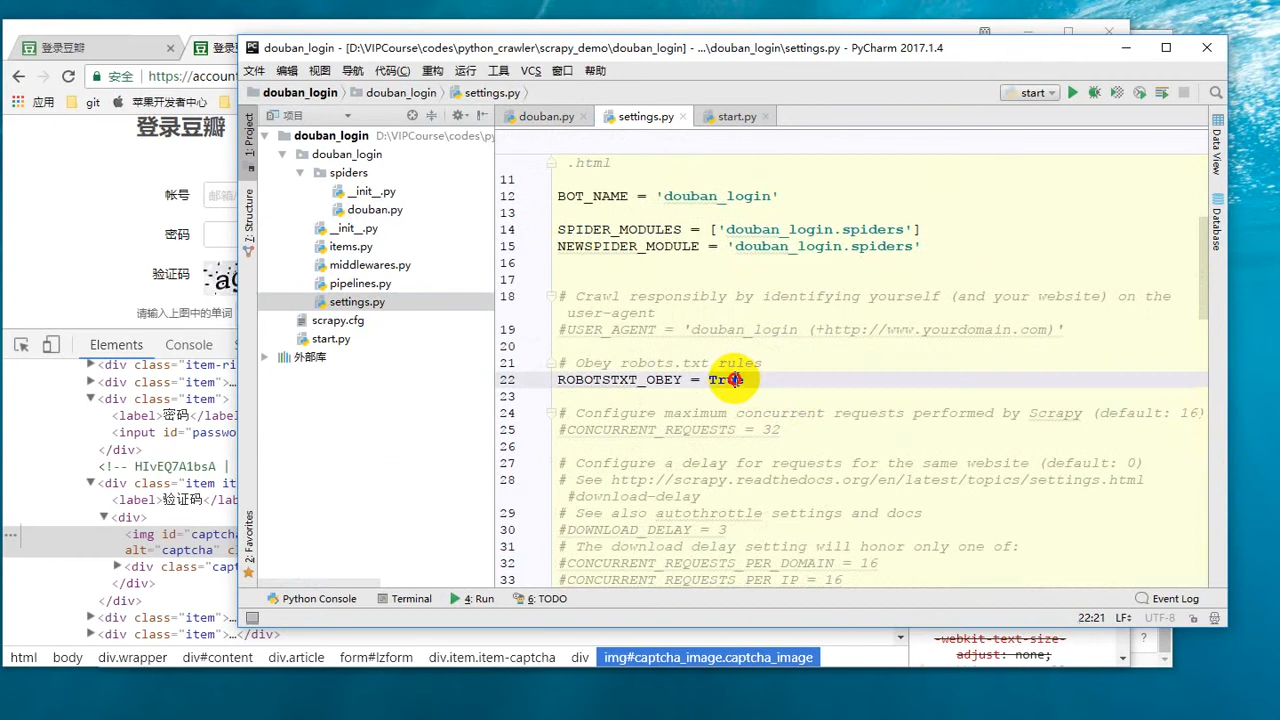 登录豆瓣
登录豆
安全 https://account
应用 git 苹果开发者中心
登录豆瓣
帐号 邮箱/
密码
验证码
请输入上图中的单词
Elements Console
<div class="item-ri
<div class="item-pa
<div class="item">
<label>密码</label>
<input id="passwo
</div>
<!-- HIvEQ7A1bsA |
<div class="item it
<label>验证码</label>
<div>
<img id="captcha
alt="captcha" cl
<div class="capt
</div>
</div>
<div class="item">…
<div class="item">…</div>
html body div.wrapper div#content div.article form#lzform div.item.item-captcha div img#captcha_image.captcha_image
-webkit-text-size-
adjust: none;
?
douban_login - [D:\VIPCourse\codes\python_crawler\scrapy_demo\douban_login] - ...\douban_login\settings.py - PyCharm 2017.1.4
文件 编辑 视图 导航 代码(C) 重构 运行 工具 VCS 窗口 帮助
douban_login douban_login settings.py start
1: Project
7: Structure
2: Favorites
项目
douban_login D:\VIPCourse\codes\py
douban_login
spiders
__init__.py
douban.py
__init__.py
items.py
middlewares.py
pipelines.py
settings.py
scrapy.cfg
start.py
外部库
douban.py settings.py start.py
.html
11
12 BOT_NAME = 'douban_login'
13
14 SPIDER_MODULES = ['douban_login.spiders']
15 NEWSPIDER_MODULE = 'douban_login.spiders'
16
17
18 # Crawl responsibly by identifying yourself (and your website) on the
user-agent
19 #USER_AGENT = 'douban_login (+http://www.yourdomain.com)'
20
21 # Obey robots.txt rules
22 ROBOTSTXT_OBEY = True
23
24 # Configure maximum concurrent requests performed by Scrapy (default: 16)
25 #CONCURRENT_REQUESTS = 32
26
27 # Configure a delay for requests for the same website (default: 0)
28 # See http://scrapy.readthedocs.org/en/latest/topics/settings.html
#download-delay
29 # See also autothrottle settings and docs
30 #DOWNLOAD_DELAY = 3
31 # The download delay setting will honor only one of:
32 #CONCURRENT_REQUESTS_PER_DOMAIN = 16
33 #CONCURRENT_REQUESTS_PER_IP = 16
Data View
Database
Python Console Terminal 4: Run 6: TODO Event Log
22:21 LF UTF-8